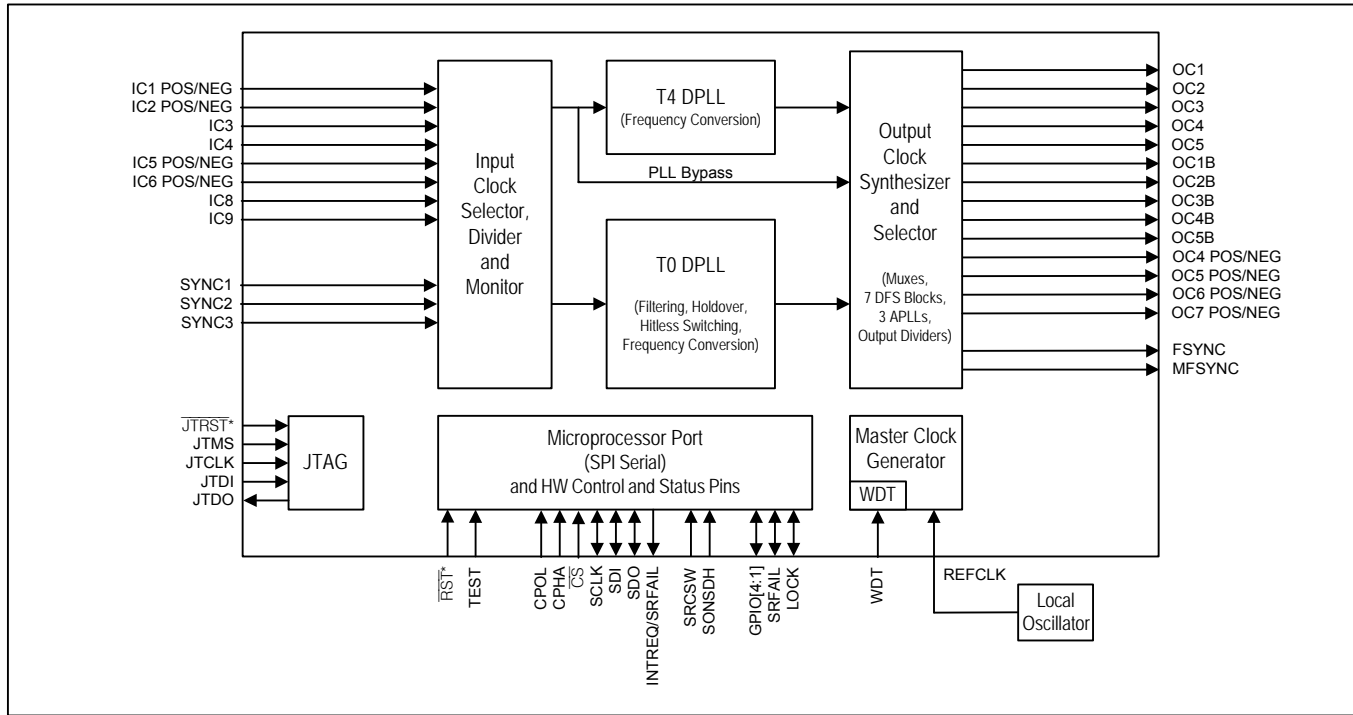 IC1 POS/NEG
IC2 POS/NEG
IC3
IC4
IC5 POS/NEG
IC6 POS/NEG
IC8
IC9
SYNC1
SYNC2
SYNC3
Input
Clock
Selector,
Divider
and
Monitor
T4 DPLL
(Frequency Conversion)
PLL Bypass
T0 DPLL
(Filtering, Holdover,
Hitless Switching,
Frequency Conversion)
Output
Clock
Synthesizer
and
Selector
(Muxes,
7 DFS Blocks,
3 APLLs,
Output Dividers)
OC1
OC2
OC3
OC4
OC5
OC1B
OC2B
OC3B
OC4B
OC5B
OC4 POS/NEG
OC5 POS/NEG
OC6 POS/NEG
OC7 POS/NEG
FSYNC
MFSYNC
JTRST*
JTMS
JTCLK
JTDI
JTDO
JTAG
Microprocessor Port
(SPI Serial)
and HW Control and Status Pins
Master Clock
Generator
WDT
RST*
TEST
CPOL
CPHA
CS
SCLK
SDI
SDO
INTREQ/SRFAIL
SRCSW
SONSDH
GPIO[4:1]
SRFAIL
LOCK
WDT
REFCLK
Local
Oscillator